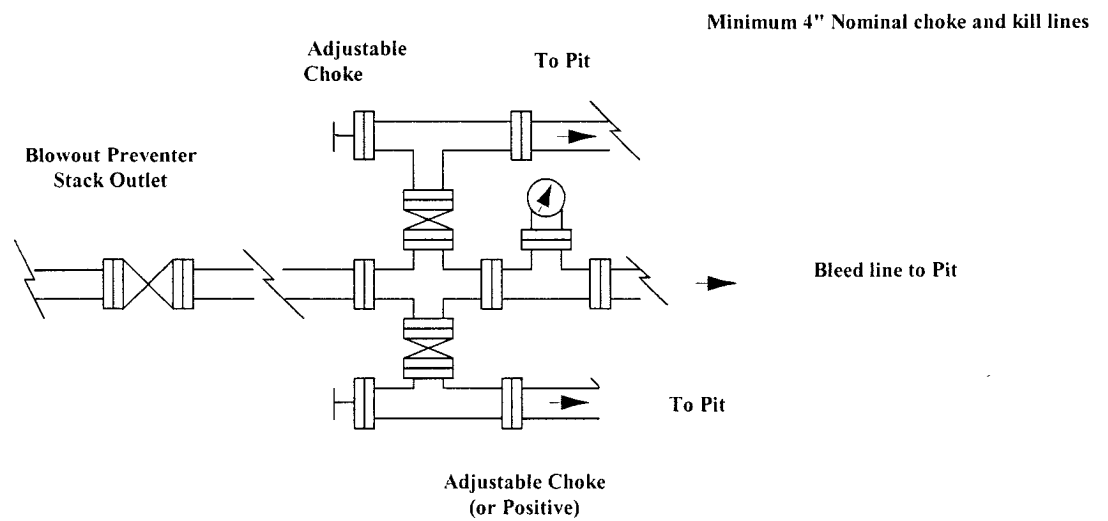 Minimum 4" Nominal choke and kill lines
Adjustable
Choke
To Pit
Blowout Preventer
Stack Outlet
Bleed line to Pit
To Pit
Adjustable Choke
(or Positive)